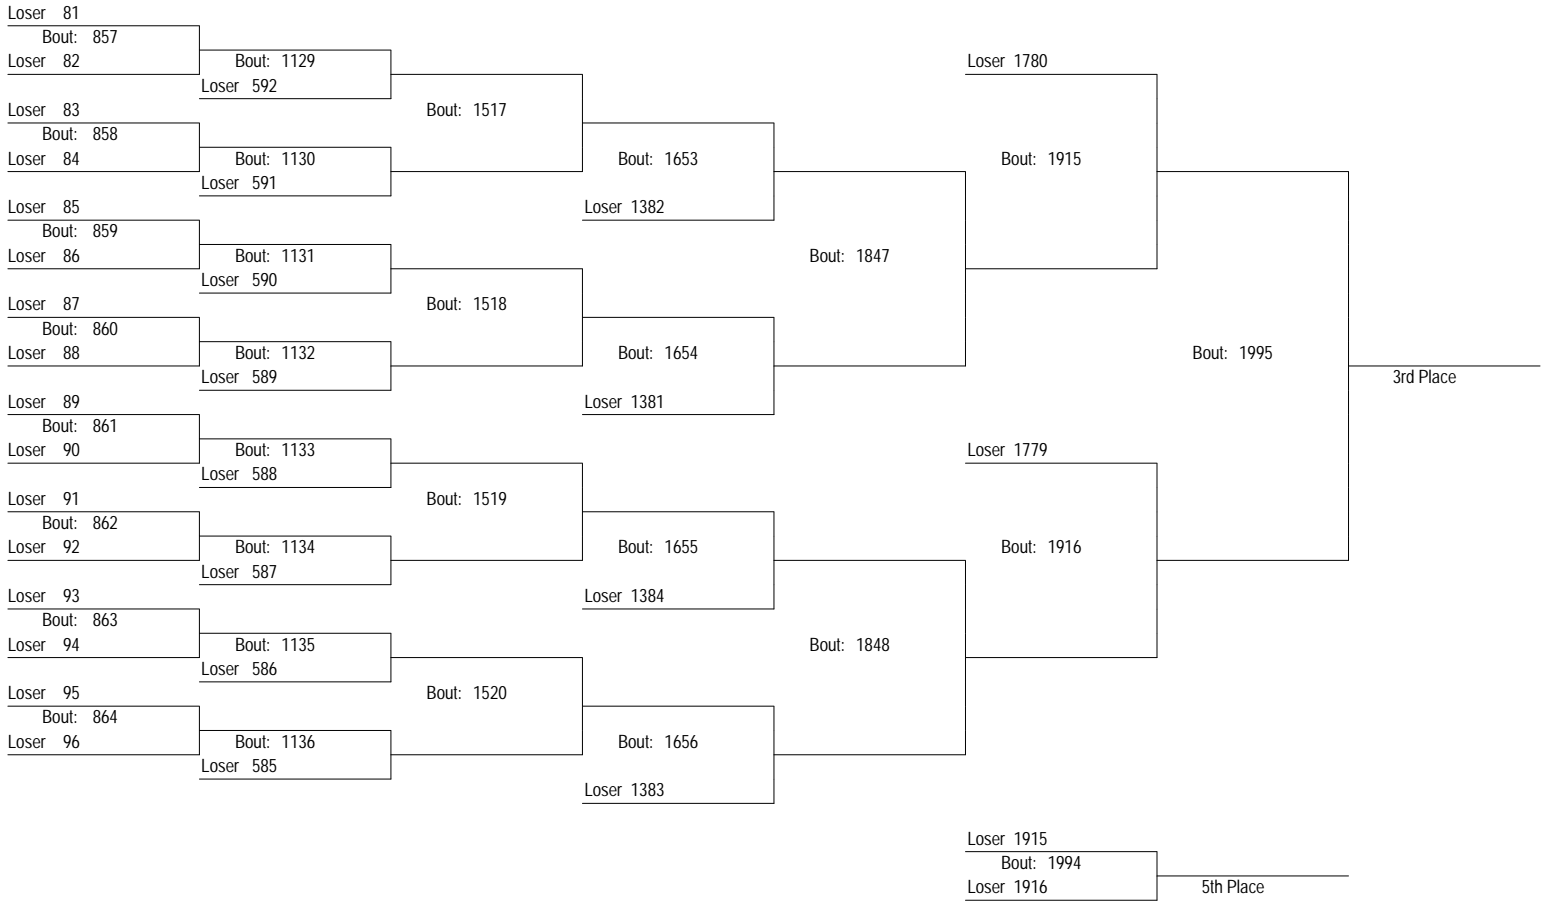 Loser 81
Bout: 857
Loser 82
Bout: 1129
Loser 592
Loser 83
Bout: 858
Loser 84
Bout: 1130
Loser 591
Loser 85
Bout: 859
Loser 86
Bout: 1131
Loser 590
Loser 87
Bout: 860
Loser 88
Bout: 1132
Loser 589
Loser 89
Bout: 861
Loser 90
Bout: 1133
Loser 588
Loser 91
Bout: 862
Loser 92
Bout: 1134
Loser 587
Loser 93
Bout: 863
Loser 94
Bout: 1135
Loser 586
Loser 95
Bout: 864
Loser 96
Bout: 1136
Loser 585
Bout: 1517
Bout: 1518
Bout: 1519
Bout: 1520
Bout: 1653
Loser 1382
Bout: 1654
Loser 1381
Bout: 1655
Loser 1384
Bout: 1656
Loser 1383
Bout: 1847
Bout: 1848
Loser 1780
Bout: 1915
Loser 1779
Bout: 1916
Bout: 1995
3rd Place
Loser 1915
Bout: 1994
Loser 1916
5th Place